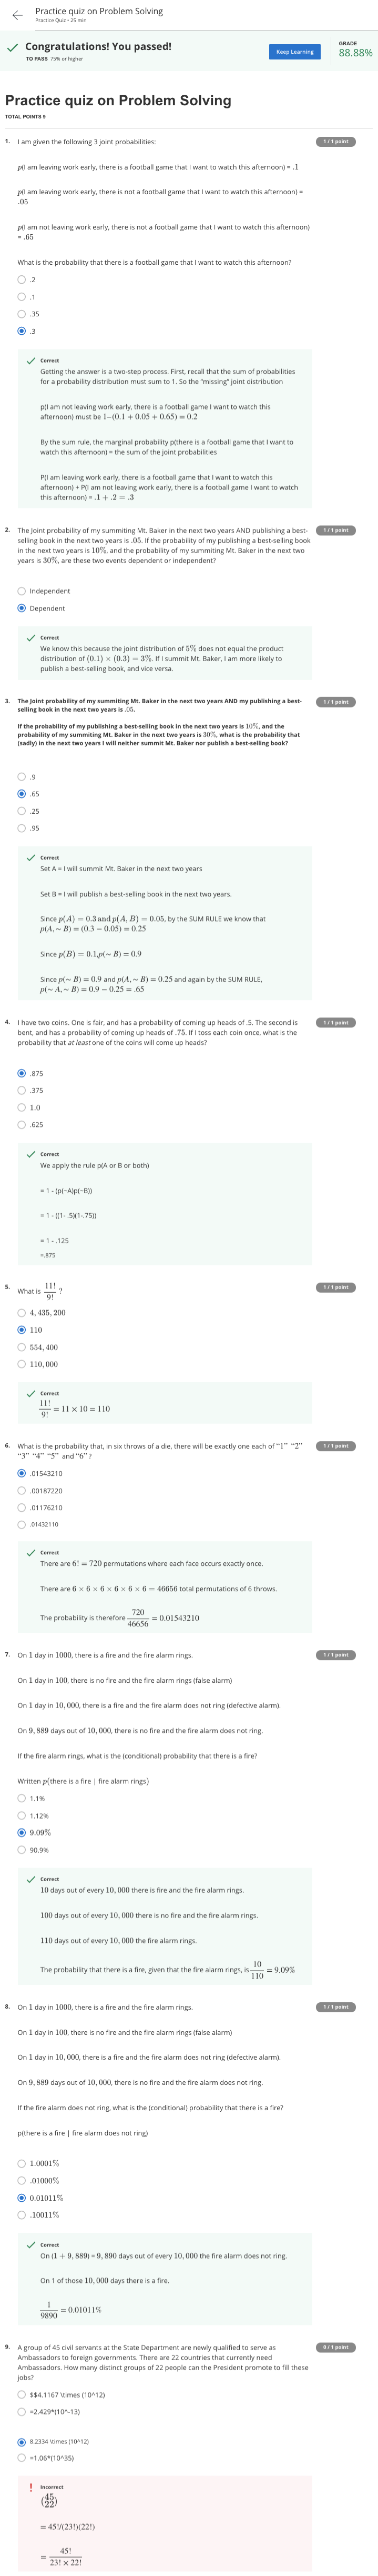 Practice quiz on Problem Solving
Practice Quiz • 25 min
Congratulations! You passed!
TO PASS 75% or higher
Keep Learning
GRADE
88.88%
Practice quiz on Problem Solving
TOTAL POINTS 9
1. I am given the following 3 joint probabilities:
1 / 1 point
p(I am leaving work early, there is a football game that I want to watch this afternoon) = .1
p(I am leaving work early, there is not a football game that I want to watch this afternoon) =
.05
p(I am not leaving work early, there is not a football game that I want to watch this afternoon)
= .65
What is the probability that there is a football game that I want to watch this afternoon?
.2
.1
.35
.3
Correct
Getting the answer is a two-step process. First, recall that the sum of probabilities
for a probability distribution must sum to 1. So the "missing" joint distribution
p(I am not leaving work early, there is a football game I want to watch this
afternoon) must be 1–(0.1 + 0.05 + 0.65) = 0.2
By the sum rule, the marginal probability p(there is a football game that I want to
watch this afternoon) = the sum of the joint probabilities
P(I am leaving work early, there is a football game that I want to watch this
afternoon) + P(I am not leaving work early, there is a football game I want to watch
this afternoon) = .1 + .2 = .3
2. The Joint probability of my summiting Mt. Baker in the next two years AND publishing a best-
1 / 1 point
selling book in the next two years is .05. If the probability of my publishing a best-selling book
in the next two years is 10%, and the probability of my summiting Mt. Baker in the next two
years is 30%, are these two events dependent or independent?
Independent
Dependent
Correct
We know this because the joint distribution of 5% does not equal the product
distribution of (0.1) × (0.3) = 3%. If I summit Mt. Baker, I am more likely to
publish a best-selling book, and vice versa.
3. The Joint probability of my summiting Mt. Baker in the next two years AND my publishing a best-
1 / 1 point
selling book in the next two years is .05.
If the probability of my publishing a best-selling book in the next two years is 10%, and the
probability of my summiting Mt. Baker in the next two years is 30%, what is the probability that
(sadly) in the next two years I will neither summit Mt. Baker nor publish a best-selling book?
.9
.65
.25
.95
Correct
Set A = I will summit Mt. Baker in the next two years
Set B = I will publish a best-selling book in the next two years.
Since p(A) = 0.3 and p(A, B) = 0.05, by the SUM RULE we know that
p(A, ∼ B) = (0.3 − 0.05) = 0.25
Since p(B) = 0.1,p(∼ B) = 0.9
Since p(∼ B) = 0.9 and p(A, ∼ B) = 0.25 and again by the SUM RULE,
p(∼ A, ∼ B) = 0.9 − 0.25 = .65
4. I have two coins. One is fair, and has a probability of coming up heads of .5. The second is
1 / 1 point
bent, and has a probability of coming up heads of .75. If I toss each coin once, what is the
probability that at least one of the coins will come up heads?
.875
.375
1.0
.625
Correct
We apply the rule p(A or B or both)
= 1 - (p(~A)p(~B))
= 1 - ((1- .5)(1-.75))
= 1 - .125
=.875
5. What is 11!/9! ?
1 / 1 point
4, 435, 200
110
554, 400
110, 000
Correct
11!/9! = 11 × 10 = 110
6. What is the probability that, in six throws of a die, there will be exactly one each of "1" "2"
1 / 1 point
"3" "4" "5" and "6" ?
.01543210
.00187220
.01176210
.01432110
Correct
There are 6! = 720 permutations where each face occurs exactly once.
There are 6 × 6 × 6 × 6 × 6 × 6 = 46656 total permutations of 6 throws.
The probability is therefore 720/46656 = 0.01543210
7. On 1 day in 1000, there is a fire and the fire alarm rings.
1 / 1 point
On 1 day in 100, there is no fire and the fire alarm rings (false alarm)
On 1 day in 10, 000, there is a fire and the fire alarm does not ring (defective alarm).
On 9, 889 days out of 10, 000, there is no fire and the fire alarm does not ring.
If the fire alarm rings, what is the (conditional) probability that there is a fire?
Written p(there is a fire | fire alarm rings)
1.1%
1.12%
9.09%
90.9%
Correct
10 days out of every 10, 000 there is fire and the fire alarm rings.
100 days out of every 10, 000 there is no fire and the fire alarm rings.
110 days out of every 10, 000 the fire alarm rings.
The probability that there is a fire, given that the fire alarm rings, is 10/110 = 9.09%
8. On 1 day in 1000, there is a fire and the fire alarm rings.
1 / 1 point
On 1 day in 100, there is no fire and the fire alarm rings (false alarm)
On 1 day in 10, 000, there is a fire and the fire alarm does not ring (defective alarm).
On 9, 889 days out of 10, 000, there is no fire and the fire alarm does not ring.
If the fire alarm does not ring, what is the (conditional) probability that there is a fire?
p(there is a fire | fire alarm does not ring)
1.0001%
.01000%
0.01011%
.10011%
Correct
On (1 + 9, 889) = 9, 890 days out of every 10, 000 the fire alarm does not ring.
On 1 of those 10, 000 days there is a fire.
1/9890 = 0.01011%
9. A group of 45 civil servants at the State Department are newly qualified to serve as
0 / 1 point
Ambassadors to foreign governments. There are 22 countries that currently need
Ambassadors. How many distinct groups of 22 people can the President promote to fill these
jobs?
$$4.1167 \times (10^12)
=2.429*(10^-13)
8.2334 \times (10^12)
=1.06*(10^35)
Incorrect
(45 22)
= 45!/(23!)(22!)
= 45!/23! × 22!